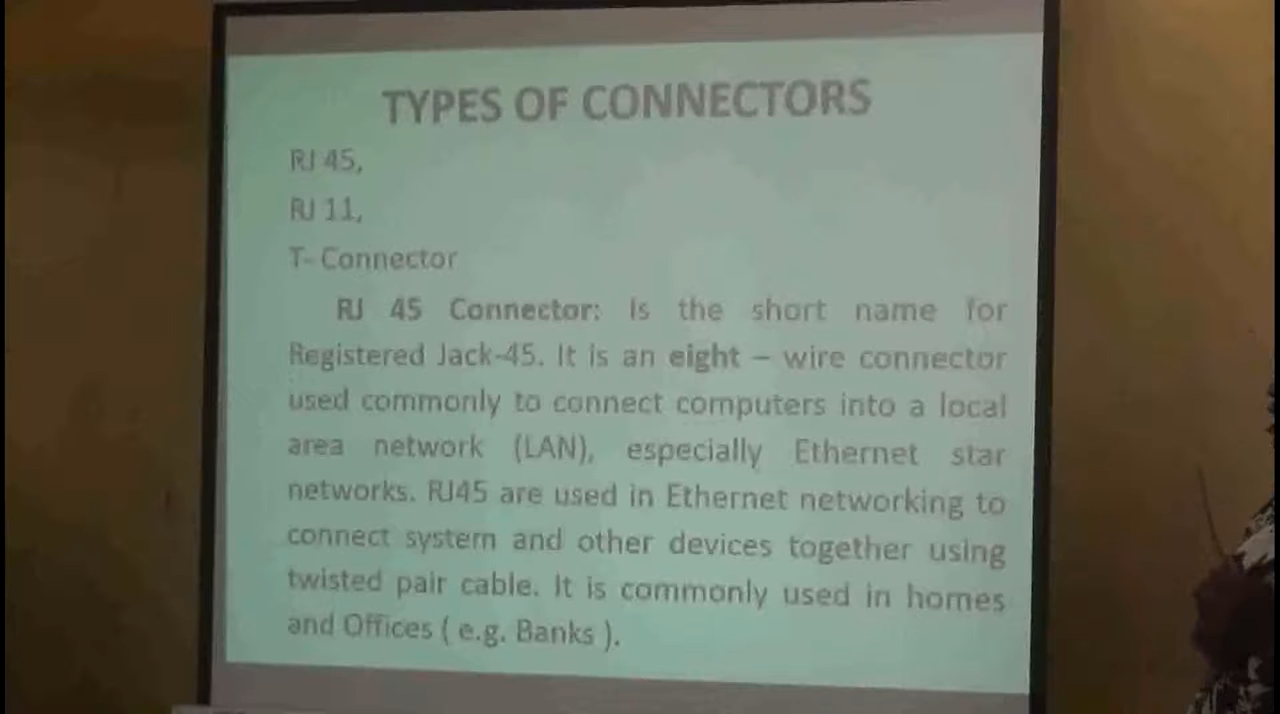 TYPES OF CONNECTORS
RJ 45,
RJ 11,
T- Connector
RJ 45 Connector: Is the short name for
Registered Jack-45. It is an eight – wire connector
used commonly to connect computers into a local
area network (LAN), especially Ethernet star
networks. RJ45 are used in Ethernet networking to
connect system and other devices together using
twisted pair cable. It is commonly used in homes
and Offices ( e.g. Banks ).